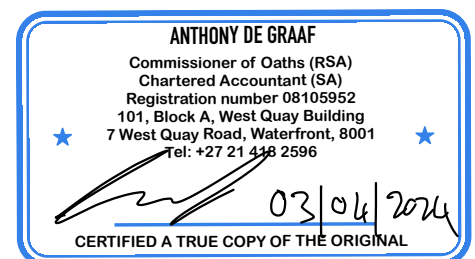 ANTHONY DE GRAAF
Commissioner of Oaths (RSA)
Chartered Accountant (SA)
Registration number 08105952
101, Block A, West Quay Building
7 West Quay Road, Waterfront, 8001
Tel: +27 21 418 2596
03/04/2024
CERTIFIED A TRUE COPY OF THE ORIGINAL